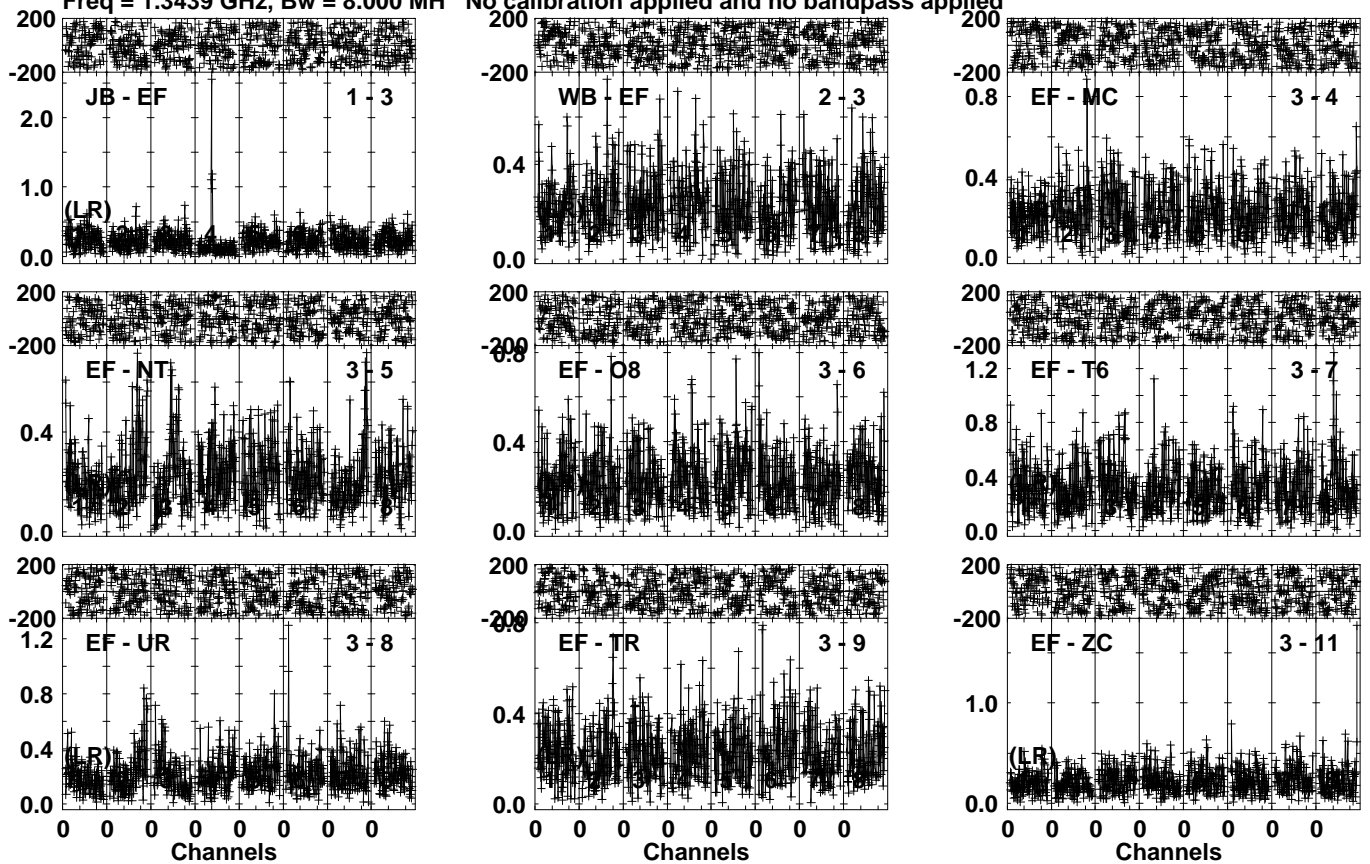 Freq = 1.3439 GHz, Bw = 8.000 MH No calibration applied and no bandpass applied
200 200 200
-200 -200 -200
JB - EF 1 - 3 WB - EF 2 - 3 EF - MC 3 - 4
2.0 0.8
1.0 0.4 0.4
(LR)
4
0.0 0.0 0.0
200 200 200
-200 -200 -200
EF - NT 3 - 5 EF - O8 3 - 6 EF - T6 3 - 7
0.8 1.2
0.8
0.4 0.4 0.4
0.0 0.0 0.0
200 200 200
-200 -200 -200
EF - UR 3 - 8 EF - TR 3 - 9 EF - ZC 3 - 11
1.2 0.8
0.8 1.0
0.4 0.4
(LR) (LR)
0.0 0.0 0.0
0 0 0 0 0 0 0 0 0 0 0 0 0 0 0 0 0 0 0 0 0 0 0 0
Channels Channels Channels